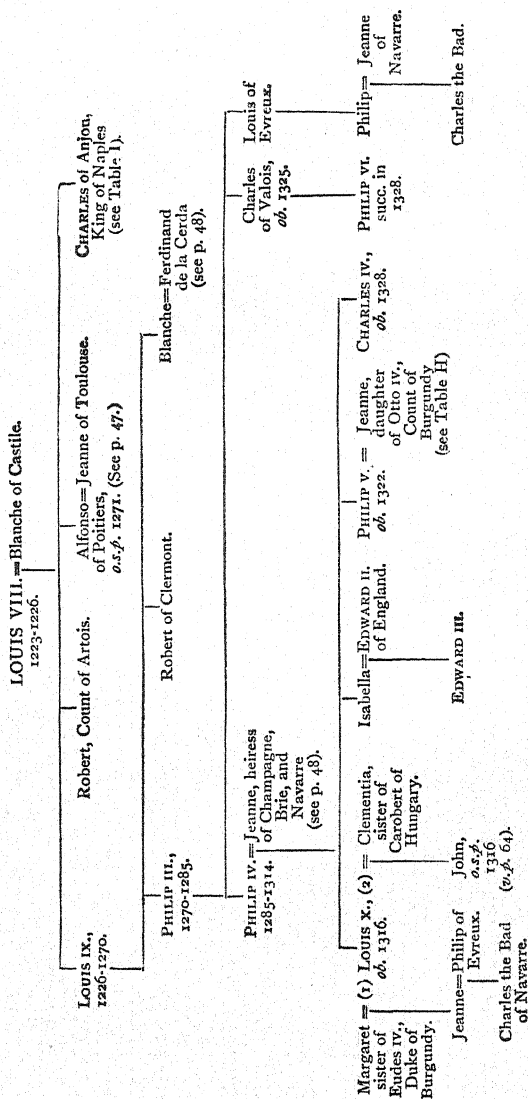 LOUIS VIII.=Blanche of Castile.
1223-1226.
LOUIS IX.,
1226-1270.
Robert, Count of Artois.
Alfonso=Jeanne of Toulouse.
of Poitiers,
o.s.p. 1271. (See p. 47.)
CHARLES of Anjou,
King of Naples
(see Table I).
PHILIP III.,
1270-1285.
Robert of Clermont.
Blanche=Ferdinand
de la Cerda
(see p. 48).
PHILIP IV.=Jeanne, heiress
1285-1314. of Champagne,
Brie, and
Navarre
(see p. 48).
Charles
of Valois,
ob. 1325.
Louis of
Evreux.
Margaret = (1) LOUIS X., (2) = Clementia,
sister of
Eudes IV.,
Duke of
Burgundy.
ob. 1316.
sister of
Carobert of
Hungary.
Isabella=EDWARD II.
of England.
PHILIP V. = Jeanne,
ob. 1322.
daughter
of Otto IV.,
Count of
Burgundy
(see Table H)
CHARLES IV.,
ob. 1328.
PHILIP VI.
succ. in
1328.
Philip=Jeanne
of
Navarre.
Jeanne=Philip of
Evreux.
John,
o.s.p.
1316
(v.p. 64).
EDWARD III.
Charles the Bad.
Charles the Bad
of Navarre.